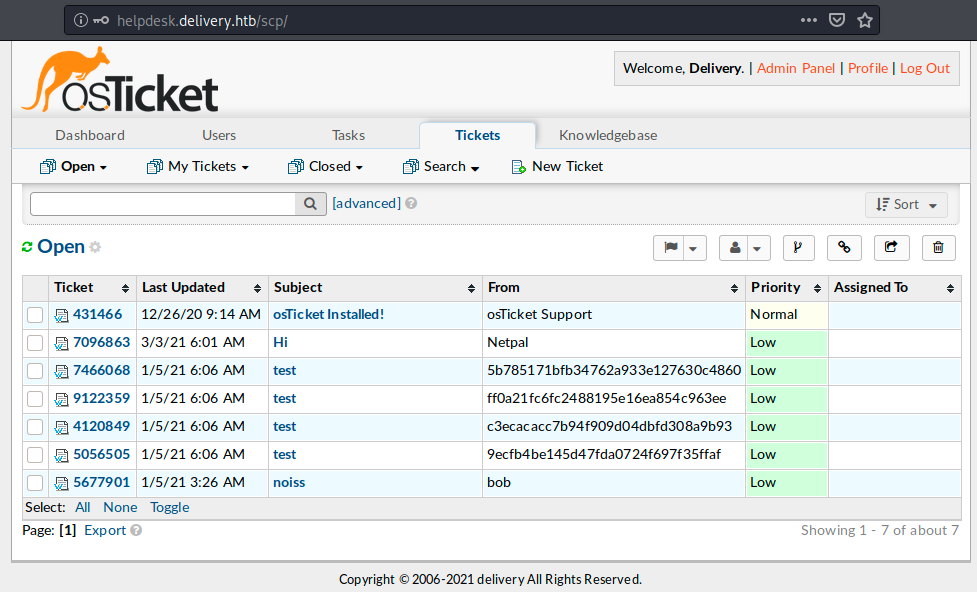 helpdesk.delivery.htb/scp/
osTicket
Welcome, Delivery. | Admin Panel | Profile | Log Out
Dashboard Users Tasks Tickets Knowledgebase
Open My Tickets Closed Search New Ticket
[advanced] ? Sort
Open
Ticket Last Updated Subject From Priority Assigned To
431466 12/26/20 9:14 AM osTicket Installed! osTicket Support Normal
7096863 3/3/21 6:01 AM Hi Netpal Low
7466068 1/5/21 6:06 AM test 5b785171bfb34762a933e127630c4860 Low
9122359 1/5/21 6:06 AM test ff0a21fc6fc2488195e16ea854c963ee Low
4120849 1/5/21 6:06 AM test c3ecacacc7b94f909d04dbfd308a9b93 Low
5056505 1/5/21 6:06 AM test 9ecfb4be145d47fda0724f697f35ffaf Low
5677901 1/5/21 3:26 AM noiss bob Low
Select: All None Toggle
Page: [1] Export ? Showing 1 - 7 of about 7
Copyright © 2006-2021 delivery All Rights Reserved.